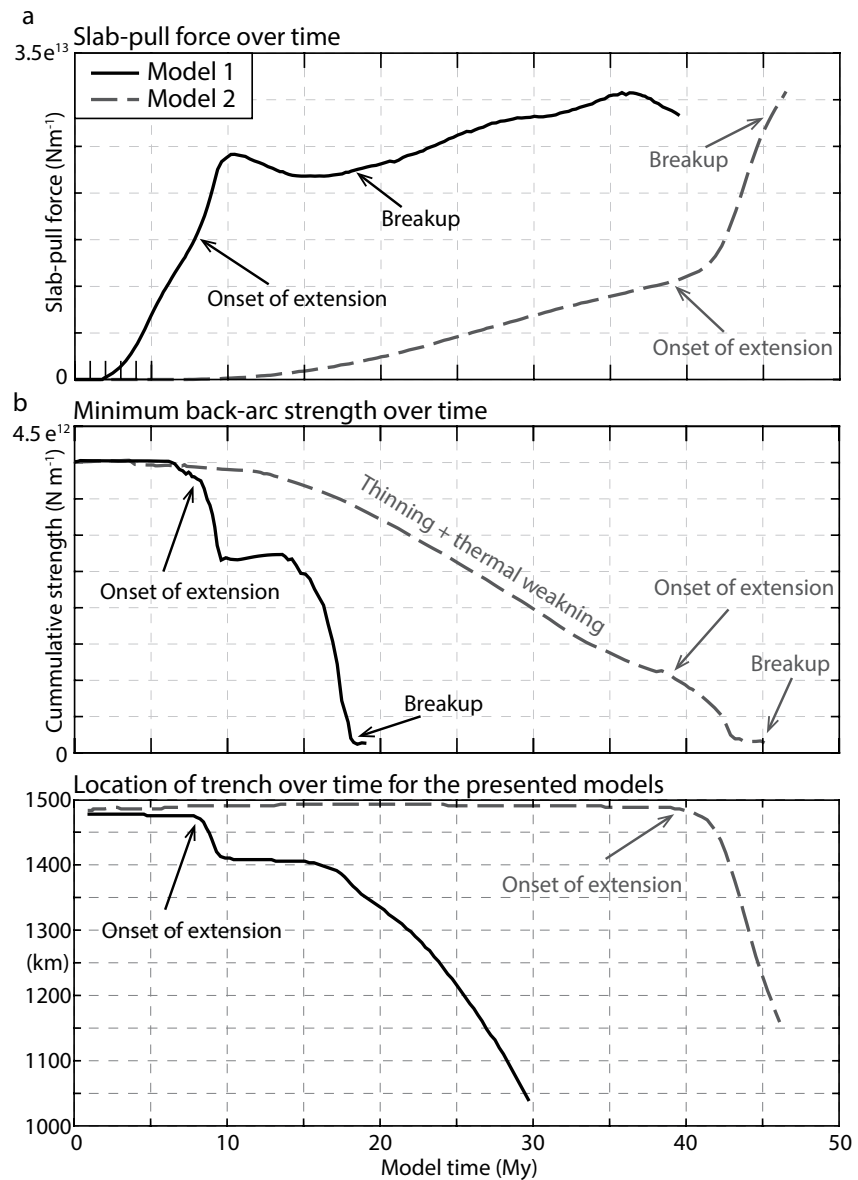 a
Slab-pull force over time
3.5e13
Model 1
Model 2
Breakup
Breakup
Onset of extension
Onset of extension
Slab-pull force (Nm-1)
0
b
Minimum back-arc strength over time
4.5 e12
Thinning + thermal weakning
Onset of extension
Onset of extension
Breakup
Breakup
Cummulative strength (N m-1)
0
Location of trench over time for the presented models
1500
1400
Onset of extension
Onset of extension
1300
(km)
1200
1100
1000
0 10 20 30 40 50
Model time (My)